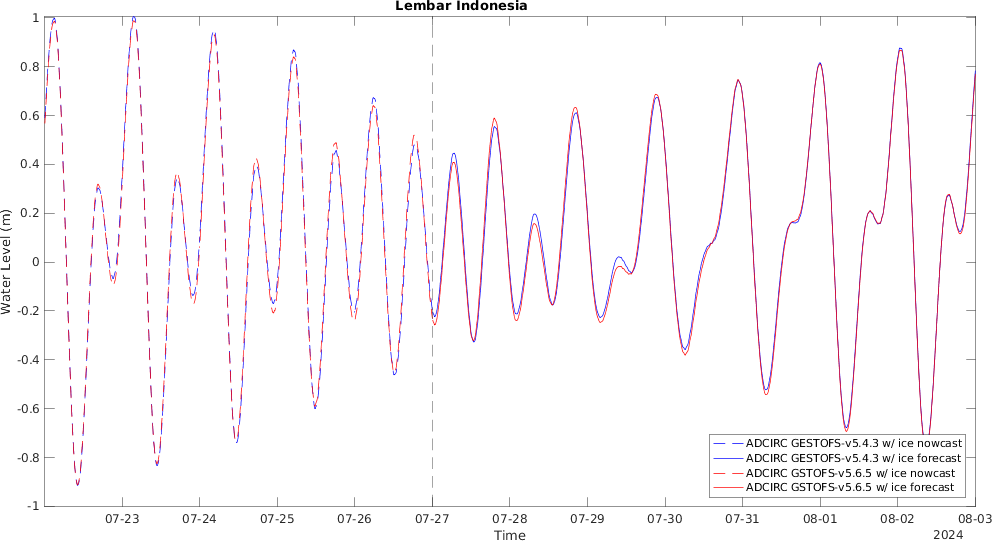 Lembar Indonesia
1
0.8
0.6
0.4
0.2
0
-0.2
-0.4
-0.6
-0.8
-1
Water Level (m)
ADCIRC GESTOFS-v5.4.3 w/ ice nowcast
ADCIRC GESTOFS-v5.4.3 w/ ice forecast
ADCIRC GSTOFS-v5.6.5 w/ ice nowcast
ADCIRC GSTOFS-v5.6.5 w/ ice forecast
07-23 07-24 07-25 07-26 07-27 07-28 07-29 07-30 07-31 08-01 08-02 08-03
Time
2024